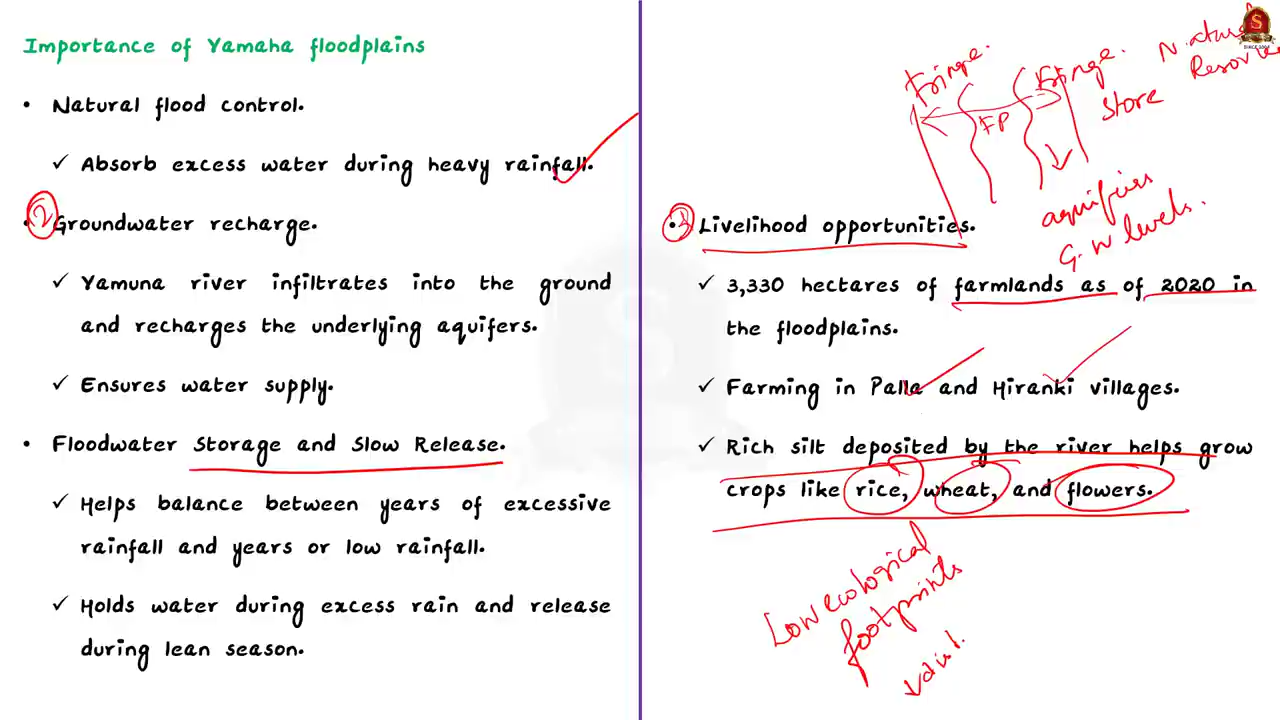 Importance of Yamaha floodplains
• Natural flood control.
✓ Absorb excess water during heavy rainfall.
② Groundwater recharge.
✓ Yamuna river infiltrates into the ground
and recharges the underlying aquifers.
✓ Ensures water supply.
• Floodwater Storage and Slow Release.
✓ Helps balance between years of excessive
rainfall and years or low rainfall.
✓ Holds water during excess rain and release
during lean season.
Fringe.
Fringe.
FP
Natural
Resource
Store
aquifiers
G.W levels.
③ Livelihood opportunities.
✓ 3,330 hectares of farmlands as of 2020 in
the floodplains.
✓ Farming in Palla and Hiranki villages.
✓ Rich silt deposited by the river helps grow
crops like rice, wheat, and flowers.
Low ecological
footprints
S
SINCE